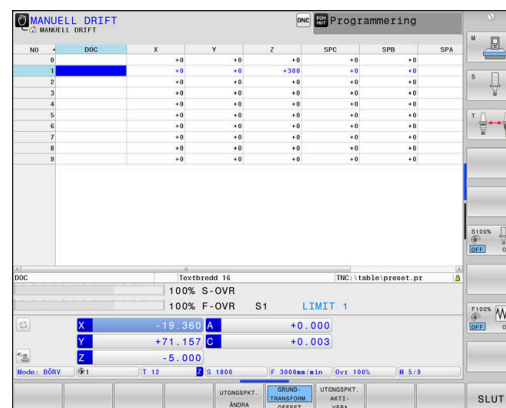 MANUELL DRIFT
MANUELL DRIFT
DNC
Programmering
NO DOC X Y Z SPC SPB SPA
0 +0 +0 +0 +0 +0
1 +0 +0 +300 +0 +0
2 +0 +0 +0 +0 +0
3 +0 +0 +0 +0 +0
4 +0 +0 +0 +0 +0
5 +0 +0 +0 +0 +0
6 +0 +0 +0 +0 +0
7 +0 +0 +0 +0 +0
8 +0 +0 +0 +0 +0
9 +0 +0 +0 +0 +0
DOC Textbredd 16 TNC:\table\preset.pr
100% S-OVR
100% F-OVR S1 LIMIT 1
X -19.360 A +0.000
Y +71.157 C +0.003
Z -5.000
Mode: BÖRV 1 T 12 Z S 1800 F 3000mm/min Ovr 100% M 5/9
UTGNGSPKT.
ÄNDRA
GRUND-
TRANSFORM.
OFFSET
UTGNGSPKT.
AKTI-
VERA
SLUT
M
S
T
S100%
OFF
F100%
OFF